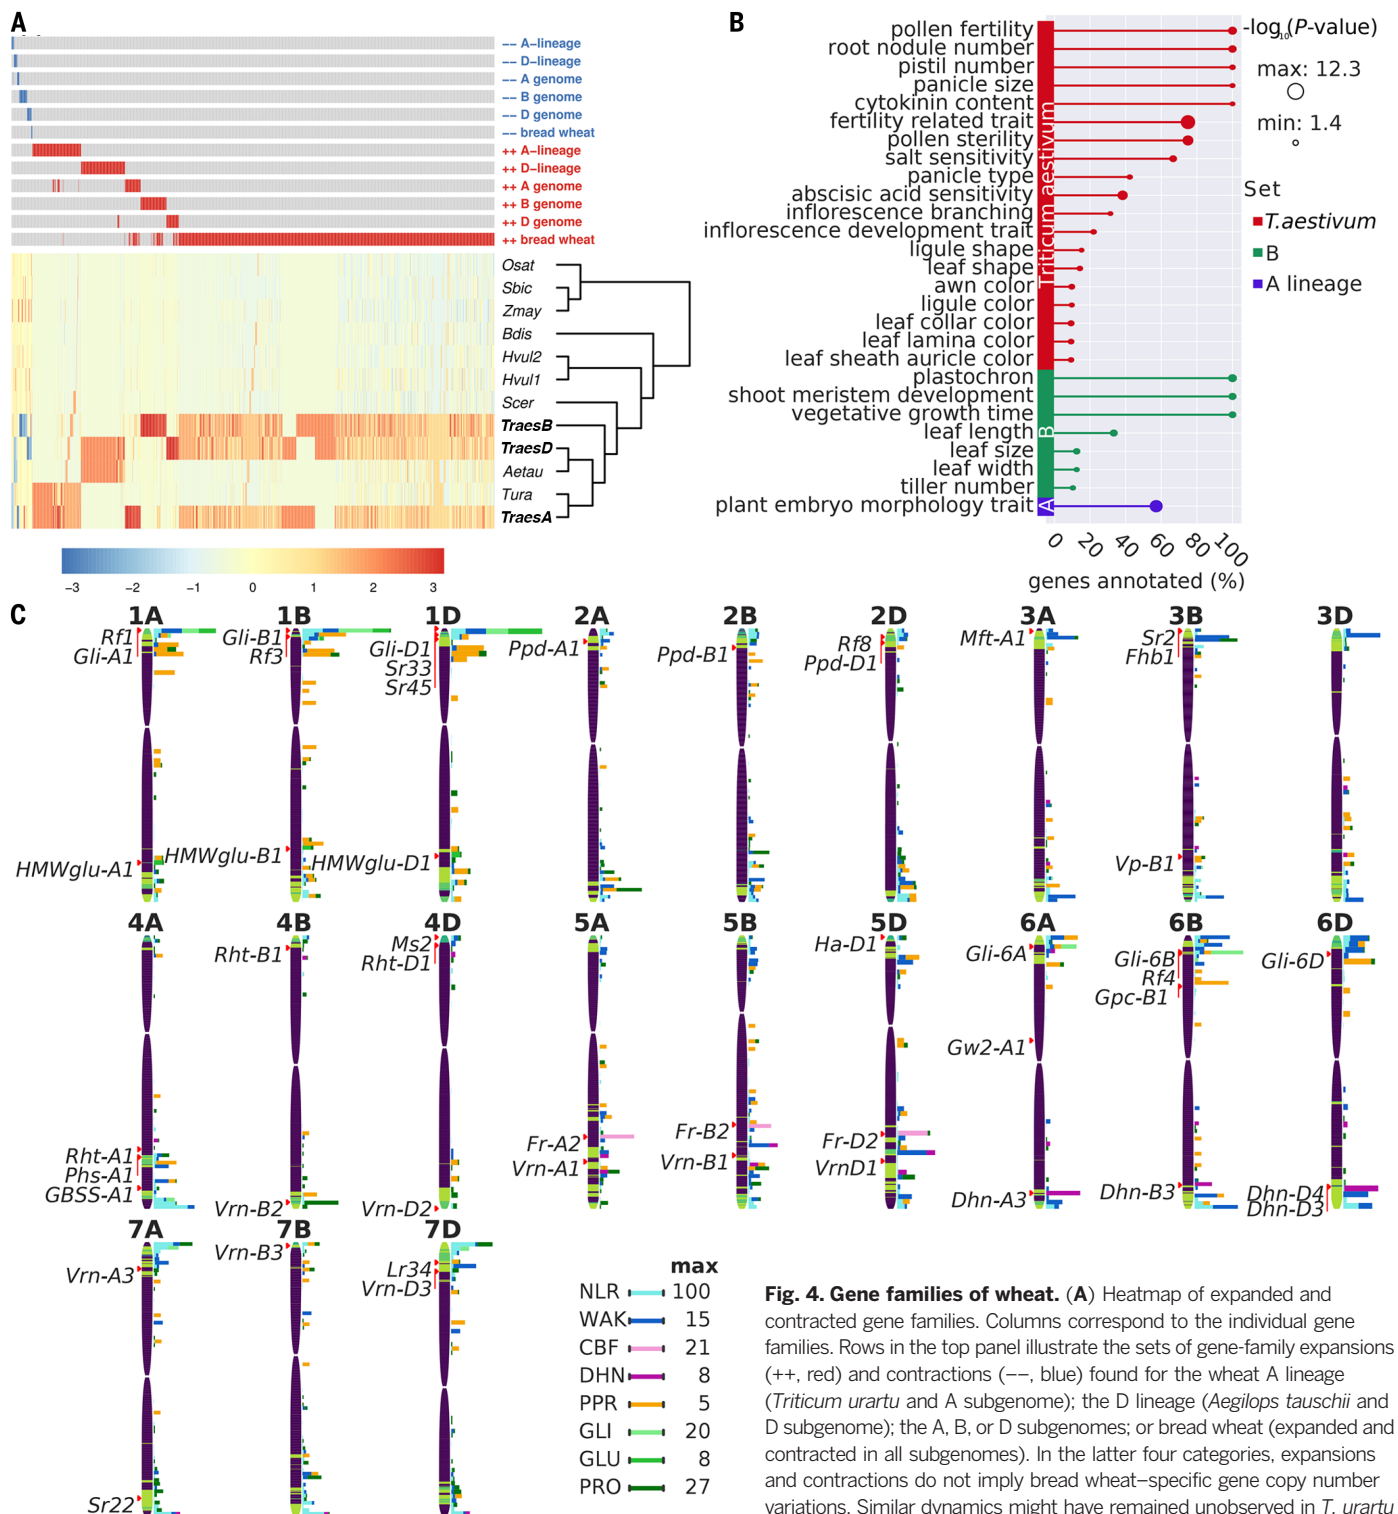 A
−− A−lineage
−− D−lineage
−− A genome
−− B genome
−− D genome
−− bread wheat
++ A−lineage
++ D−lineage
++ A genome
++ B genome
++ D genome
++ bread wheat
Osat
Sbic
Zmay
Bdis
Hvul2
Hvul1
Scer
TraesB
TraesD
Aetau
Tura
TraesA
−3 −2 −1 0 1 2 3
B
pollen fertility
root nodule number
pistil number
panicle size
cytokinin content
fertility related trait
pollen sterility
salt sensitivity
panicle type
abscisic acid sensitivity
inflorescence branching
inflorescence development trait
ligule shape
leaf shape
awn color
ligule color
leaf collar color
leaf lamina color
leaf sheath auricle color
plastochron
shoot meristem development
vegetative growth time
leaf length
leaf size
leaf width
tiller number
plant embryo morphology trait
Triticum aestivum
B
A
0 20 40 60 80 100
genes annotated (%)
-log10(P-value)
max: 12.3
min: 1.4
Set
T.aestivum
B
A lineage
C
1A 1B 1D 2A 2B 2D 3A 3B 3D
Rf1
Gli-A1
HMWglu-A1
Gli-B1
Rf3
HMWglu-B1
Gli-D1
Sr33
Sr45
HMWglu-D1
Ppd-A1
Ppd-B1
Rf8
Ppd-D1
Mft-A1
Sr2
Fhb1
Vp-B1
4A 4B 4D 5A 5B 5D 6A 6B 6D
Rht-A1
Phs-A1
GBSS-A1
Rht-B1
Vrn-B2
Ms2
Rht-D1
Vrn-D2
Fr-A2
Vrn-A1
Fr-B2
Vrn-B1
Ha-D1
Fr-D2
VrnD1
Gli-6A
Gw2-A1
Dhn-A3
Gli-6B
Rf4
Gpc-B1
Dhn-B3
Gli-6D
Dhn-D4
Dhn-D3
7A 7B 7D
Vrn-A3
Sr22
Vrn-B3
Lr34
Vrn-D3
max
NLR 100
WAK 15
CBF 21
DHN 8
PPR 5
GLI 20
GLU 8
PRO 27
Fig. 4. Gene families of wheat. (A) Heatmap of expanded and
contracted gene families. Columns correspond to the individual gene
families. Rows in the top panel illustrate the sets of gene-family expansions
(++, red) and contractions (−−, blue) found for the wheat A lineage
(Triticum urartu and A subgenome); the D lineage (Aegilops tauschii and
D subgenome); the A, B, or D subgenomes; or bread wheat (expanded and
contracted in all subgenomes). In the latter four categories, expansions
and contractions do not imply bread wheat–specific gene copy number
variations. Similar dynamics might have remained unobserved in T. urartu